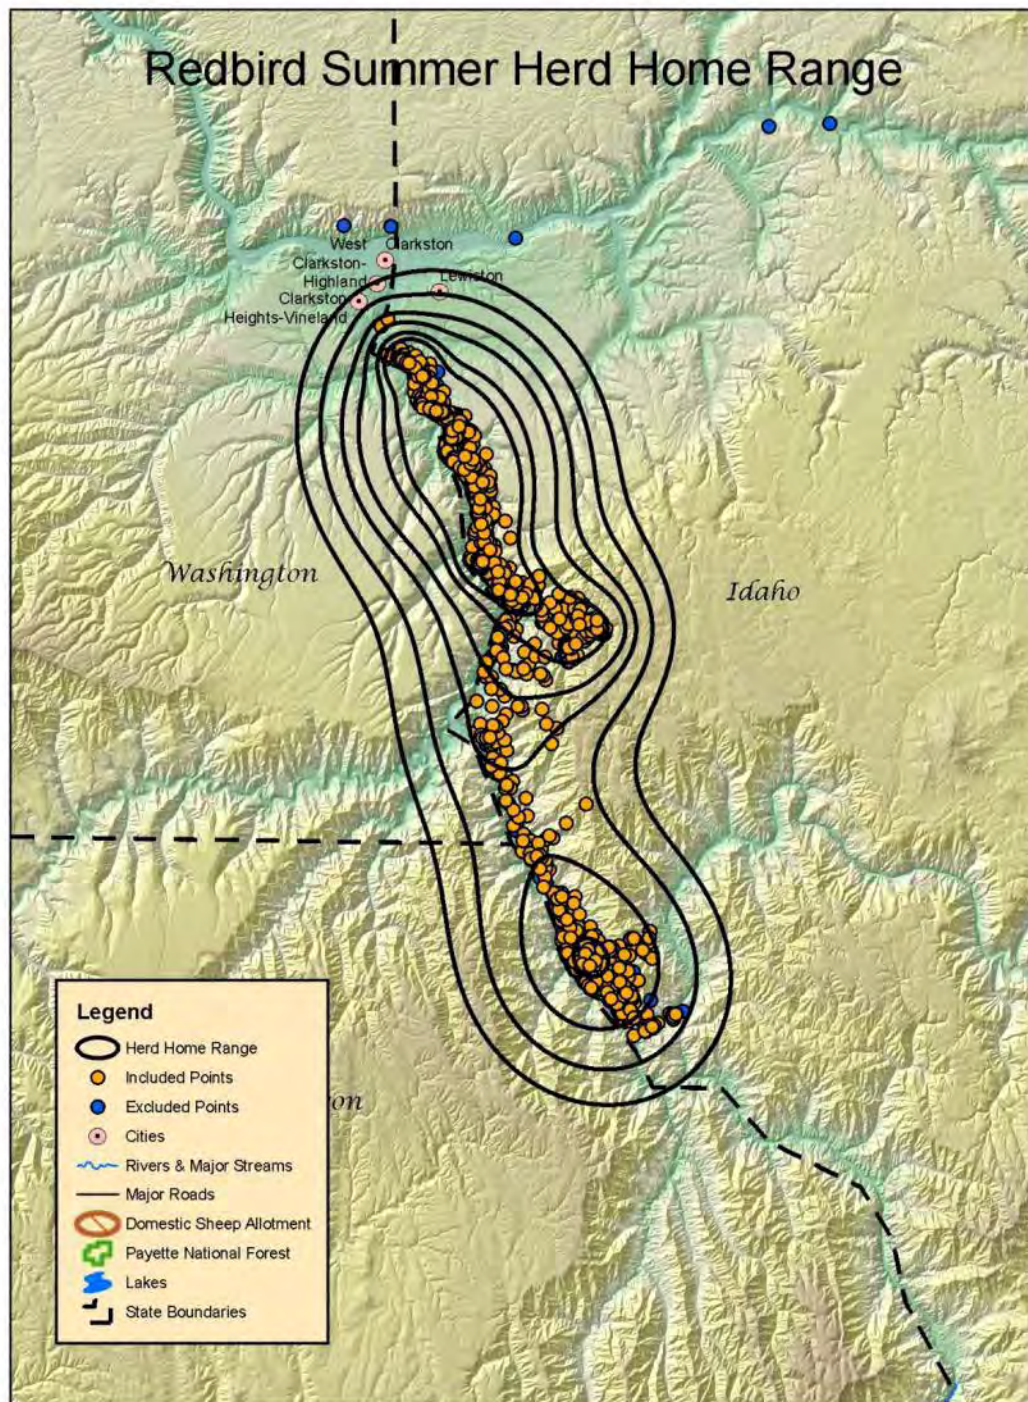 Redbird Summer Herd Home Range
West Clarkston
Clarkston-
Highland
Lewiston
Clarkston
Heights-Vineland
Washington
Idaho
Legend
Herd Home Range
Included Points
Excluded Points
Cities
Rivers & Major Streams
Major Roads
Domestic Sheep Allotment
Payette National Forest
Lakes
State Boundaries